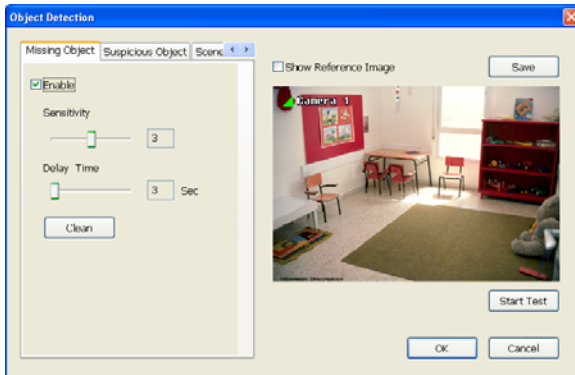 Object Detection
Missing Object
Suspicious Object
Scene
Enable
Sensitivity
3
Delay Time
3 Sec
Clean
Show Reference Image
Save
Camera 1
Start Test
OK
Cancel